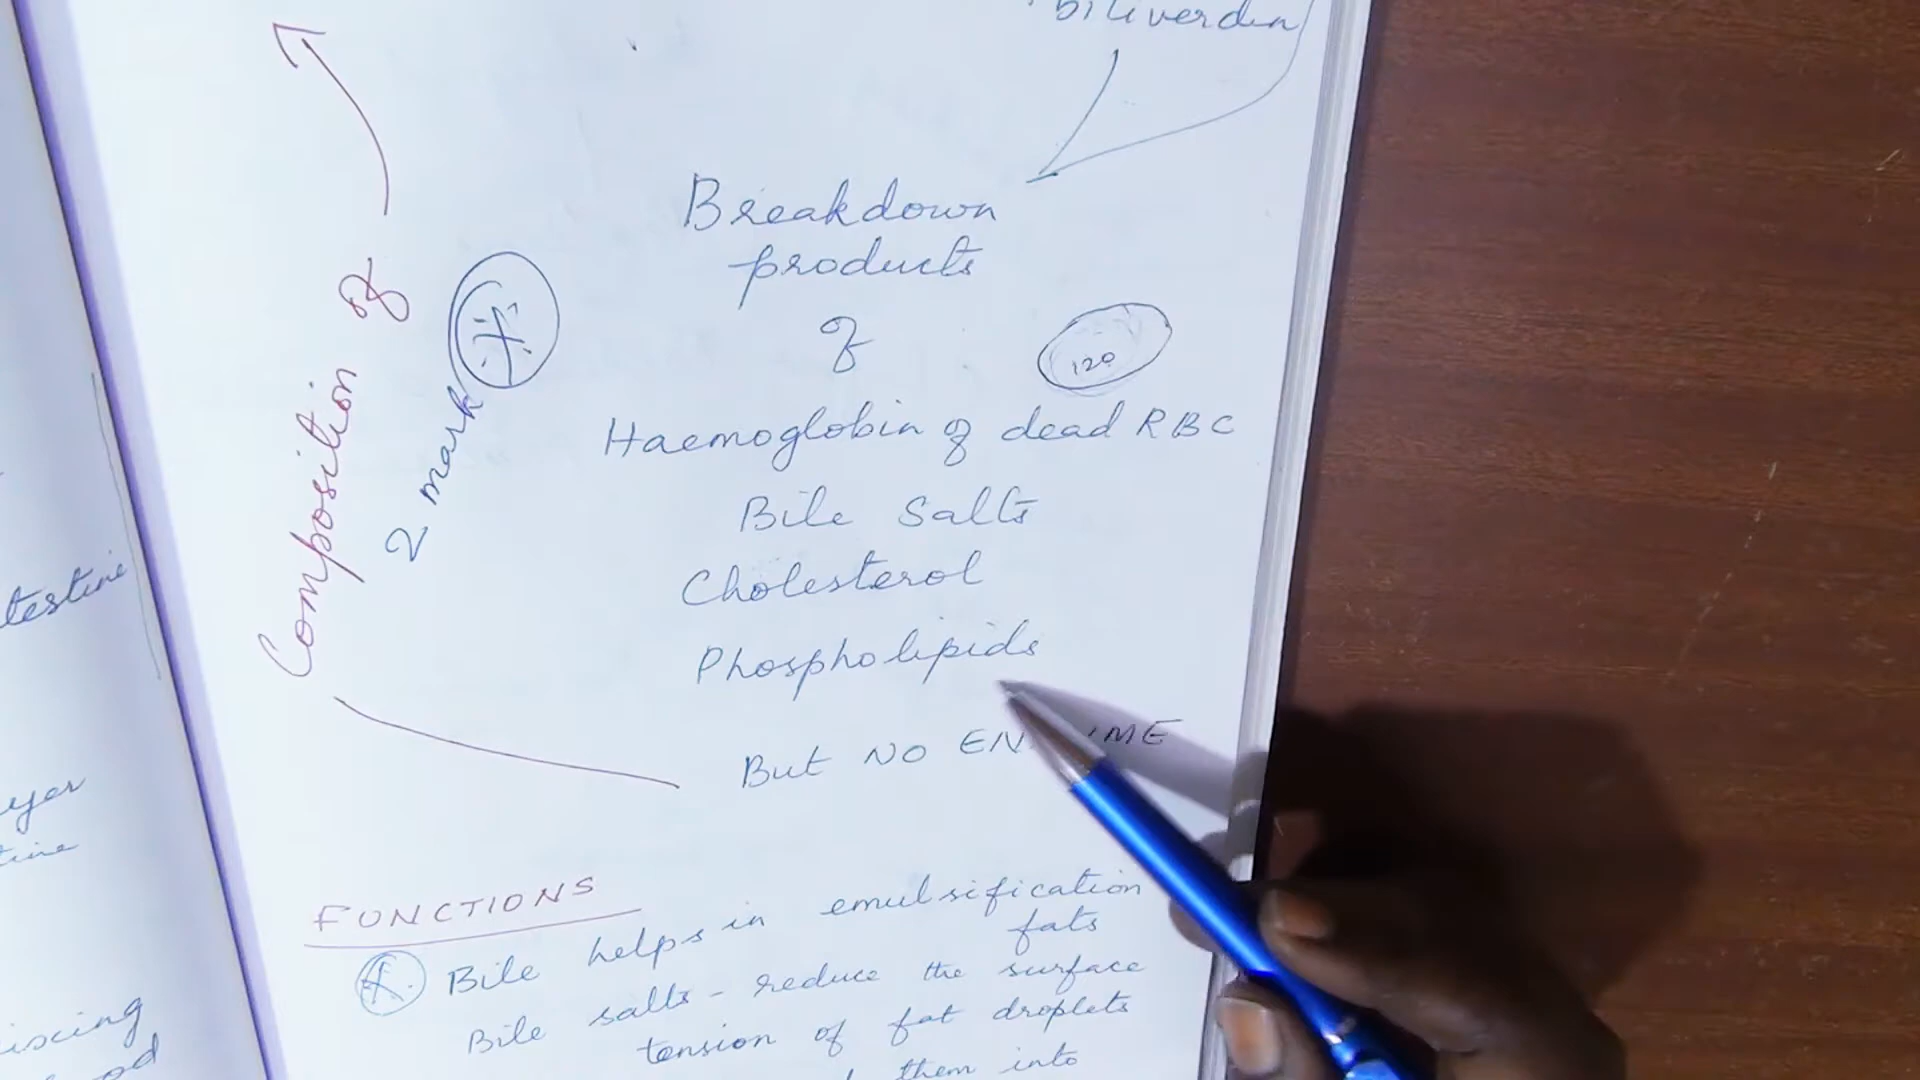 biliverdin
Breakdown
products
of
120
Haemoglobin of dead RBC
Bile Salts
Cholesterol
Phospholipids
But NO
Composition of
2 mark
FUNCTIONS
Bile helps in emulsification
fats
Bile salts - reduce the surface
tension of fat droplets
them into